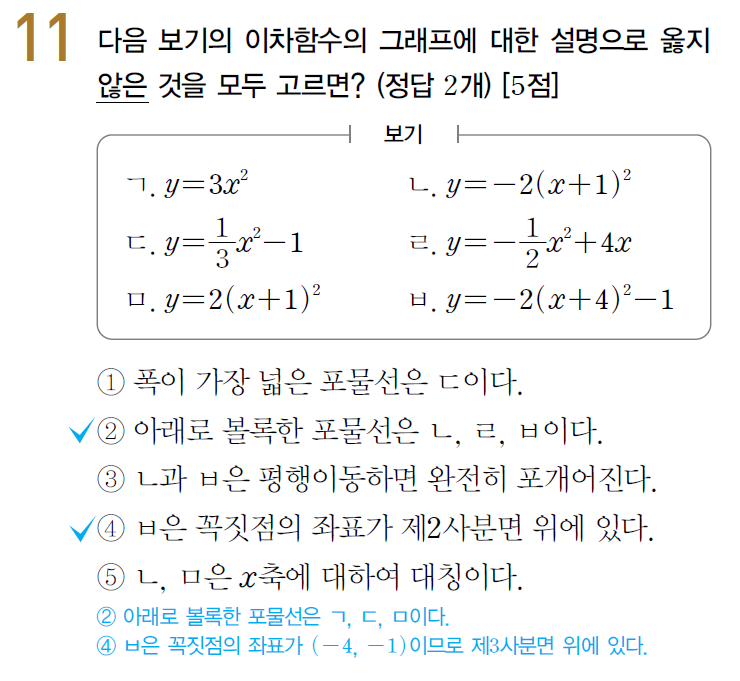 11 다음 보기의 이차함수의 그래프에 대한 설명으로 옳지
않은 것을 모두 고르면? (정답 2개) [5점]
보기
ㄱ. y=3x² ㄴ. y=-2(x+1)²
ㄷ. y=1/3x²-1 ㄹ. y=-1/2x²+4x
ㅁ. y=2(x+1)² ㅂ. y=-2(x+4)²-1
① 폭이 가장 넓은 포물선은 ㄷ이다.
② 아래로 볼록한 포물선은 ㄴ, ㄹ, ㅂ이다.
③ ㄴ과 ㅂ은 평행이동하면 완전히 포개어진다.
④ ㅂ은 꼭짓점의 좌표가 제2사분면 위에 있다.
⑤ ㄴ, ㅁ은 x축에 대하여 대칭이다.
② 아래로 볼록한 포물선은 ㄱ, ㄷ, ㅁ이다.
④ ㅂ은 꼭짓점의 좌표가 (-4, -1)이므로 제3사분면 위에 있다.